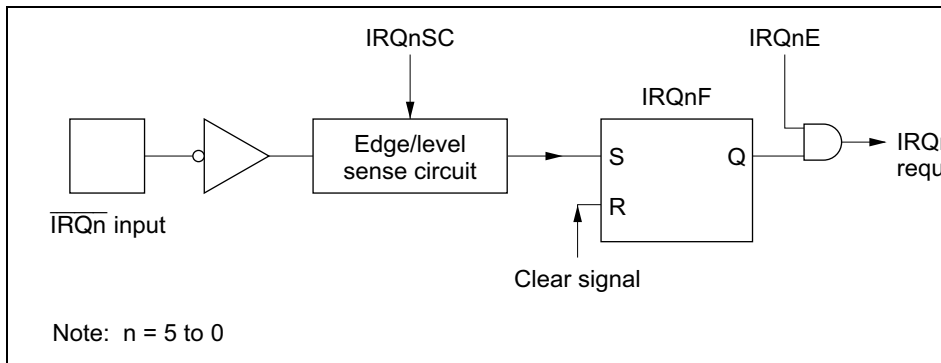 IRQnSC
IRQnE
IRQnF
Edge/level
sense circuit
S
Q
R
IRQn input
Clear signal
Note: n = 5 to 0